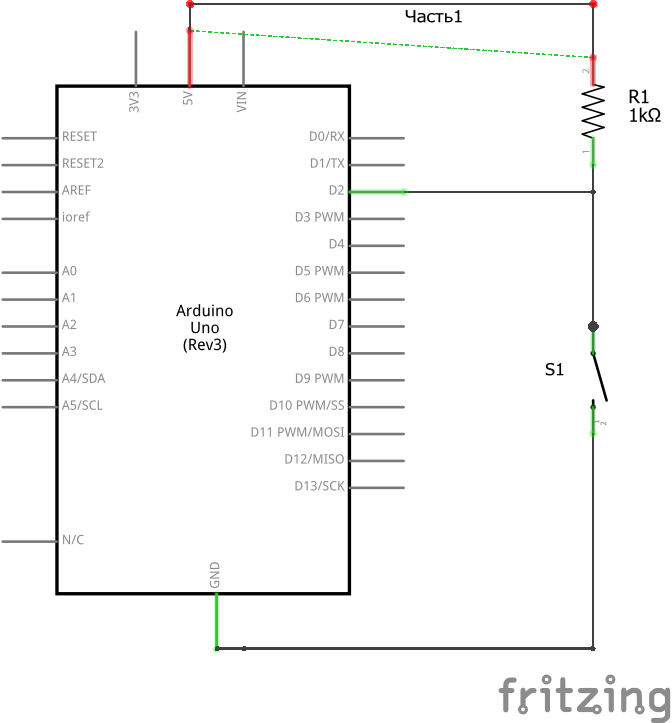 Часть1
3V3
5V
VIN
2
R1
1kΩ
1
RESET
RESET2
AREF
ioref
A0
A1
A2
A3
A4/SDA
A5/SCL
N/C
Arduino
Uno
(Rev3)
D0/RX
D1/TX
D2
D3 PWM
D4
D5 PWM
D6 PWM
D7
D8
D9 PWM
D10 PWM/SS
D11 PWM/MOSI
D12/MISO
D13/SCK
S1
1
2
GND
fritzing